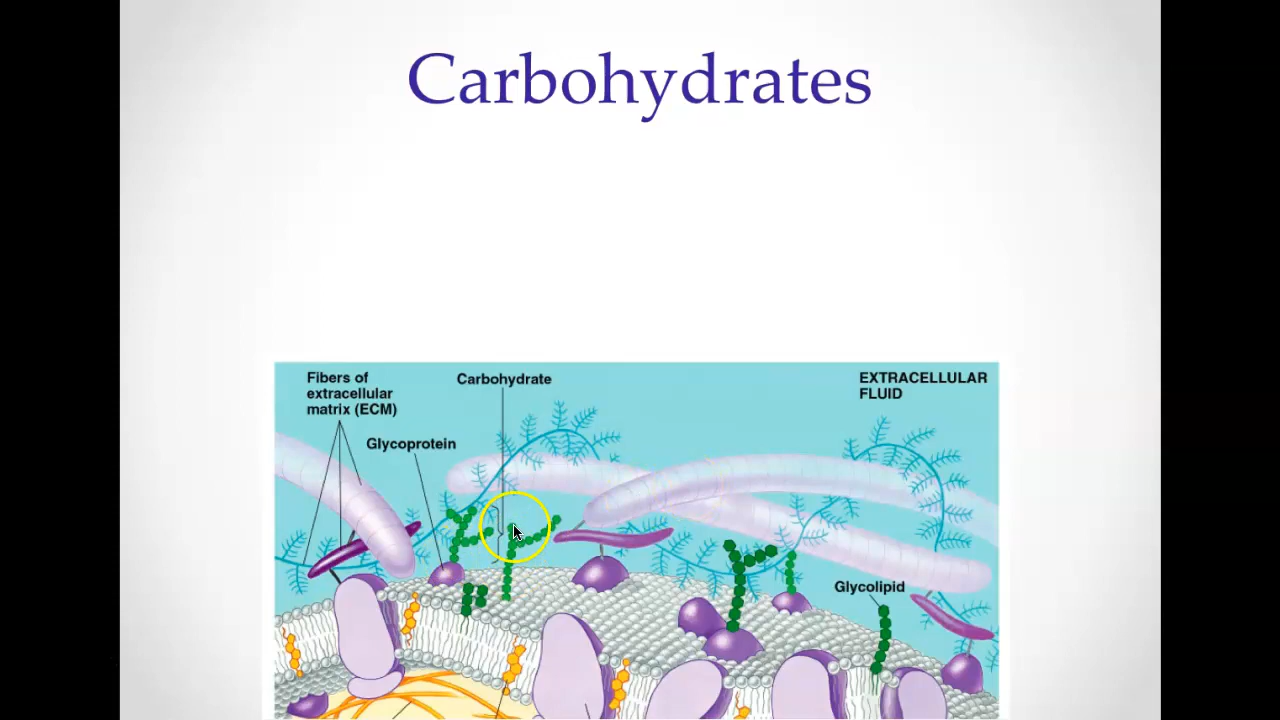 Carbohydrates
Fibers of
extracellular
matrix (ECM)
Carbohydrate
Glycoprotein
EXTRACELLULAR
FLUID
Glycolipid